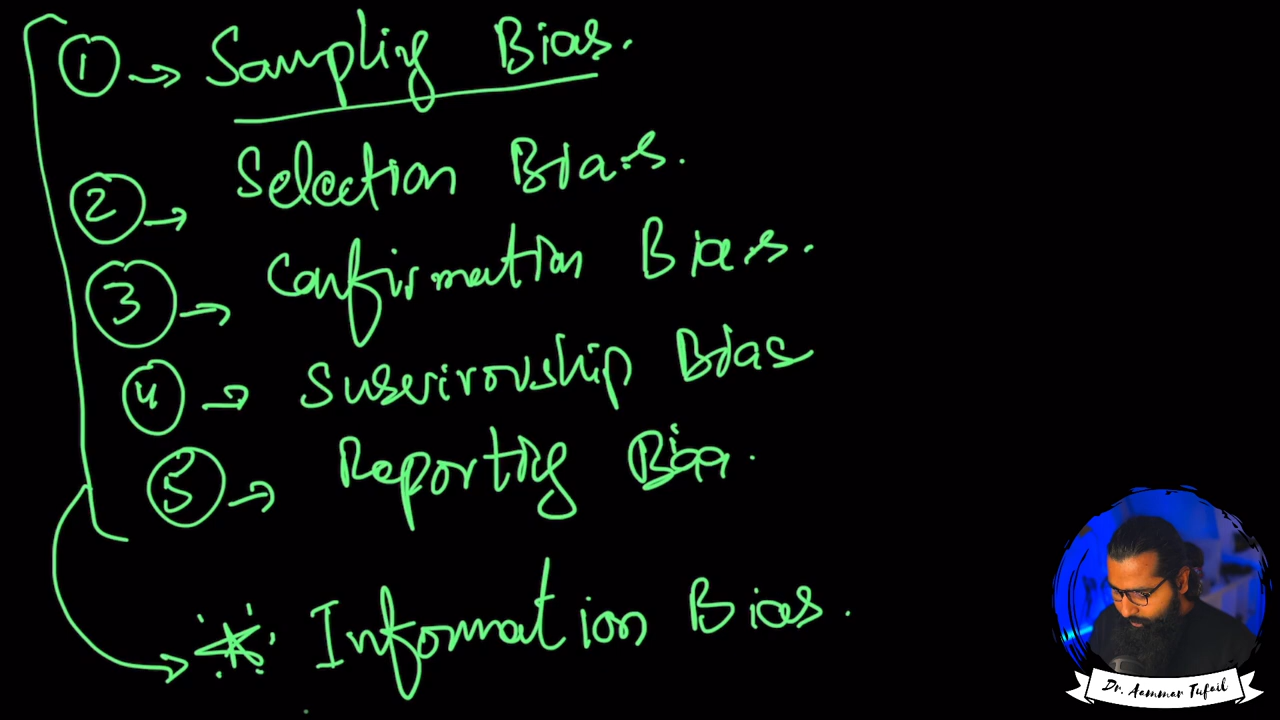 1 → Sampling Bias.
2 → Selection Bias.
3 → Confirmation Bias.
4 → Survivorship Bias
5 → Reporting Bias.
Information Bias.
Dr. Aammar Tufail